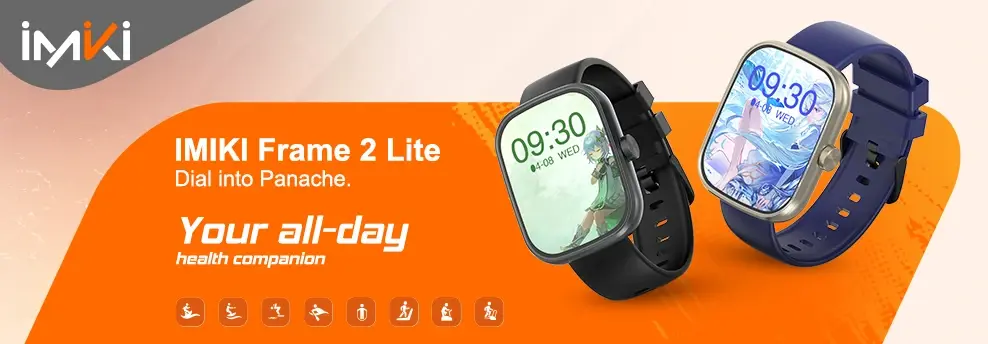 iMiKi
IMIKI Frame 2 Lite
Dial into Panache.
Your all-day
health companion
09:30
4-08 WED
09:30
4-08 WED